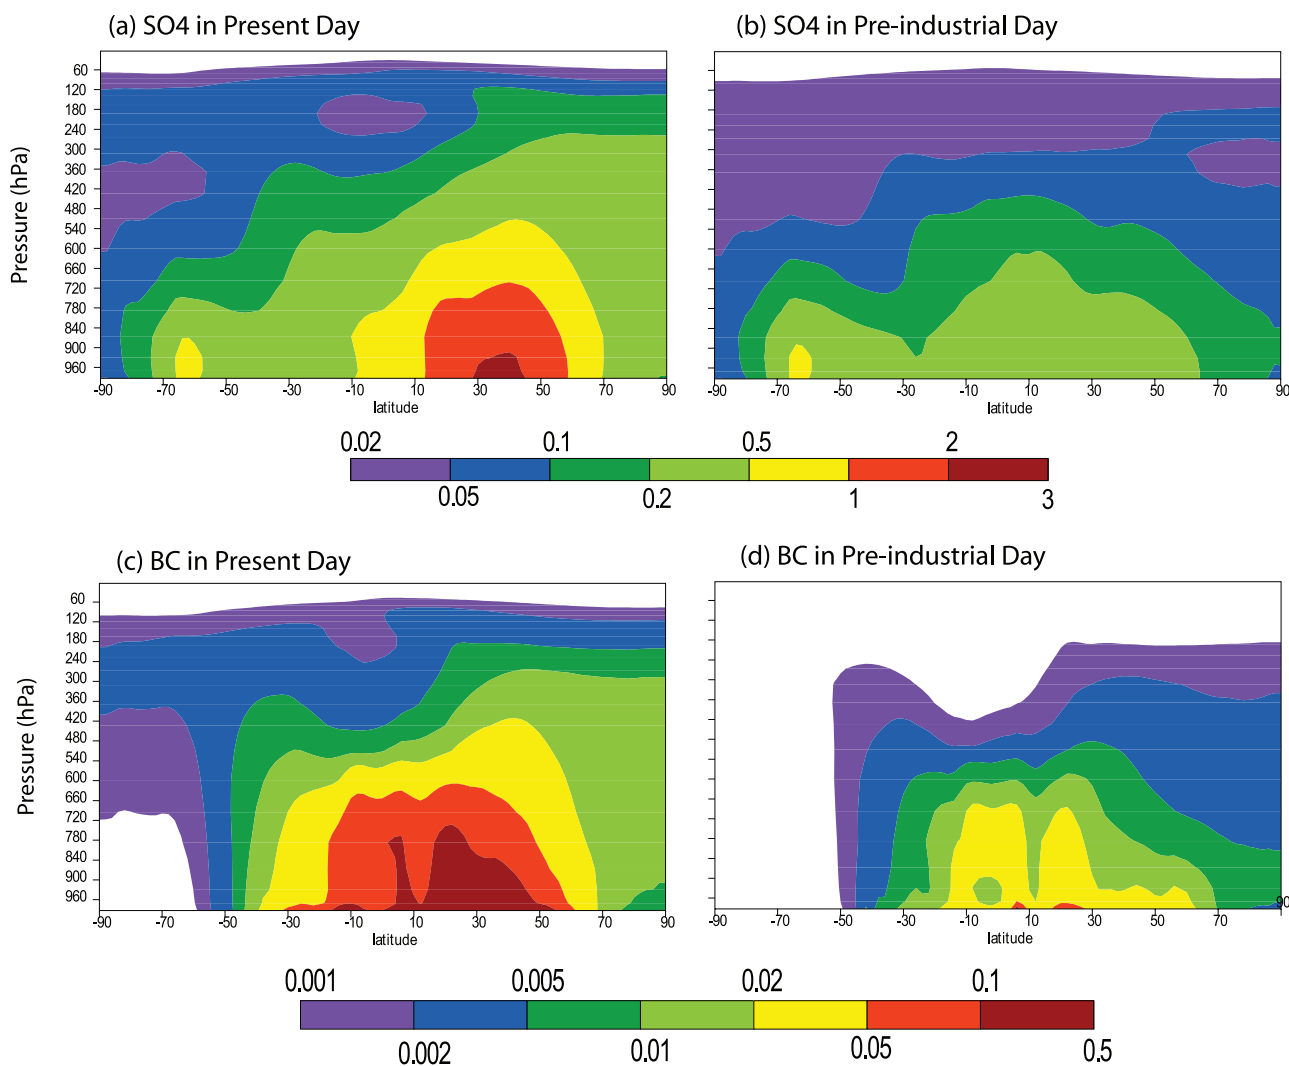 (a) SO4 in Present Day
(b) SO4 in Pre-industrial Day
Pressure (hPa)
60
120
180
240
300
360
420
480
540
600
660
720
780
840
900
960
-90 -70 -50 -30 -10 10 30 50 70 90
latitude
-90 -70 -50 -30 -10 10 30 50 70 90
latitude
0.02 0.1 0.5 2
0.05 0.2 1 3
(c) BC in Present Day
(d) BC in Pre-industrial Day
Pressure (hPa)
60
120
180
240
300
360
420
480
540
600
660
720
780
840
900
960
-90 -70 -50 -30 -10 10 30 50 70 90
latitude
-90 -70 -50 -30 -10 10 30 50 70 90
latitude
0.001 0.005 0.02 0.1
0.002 0.01 0.05 0.5